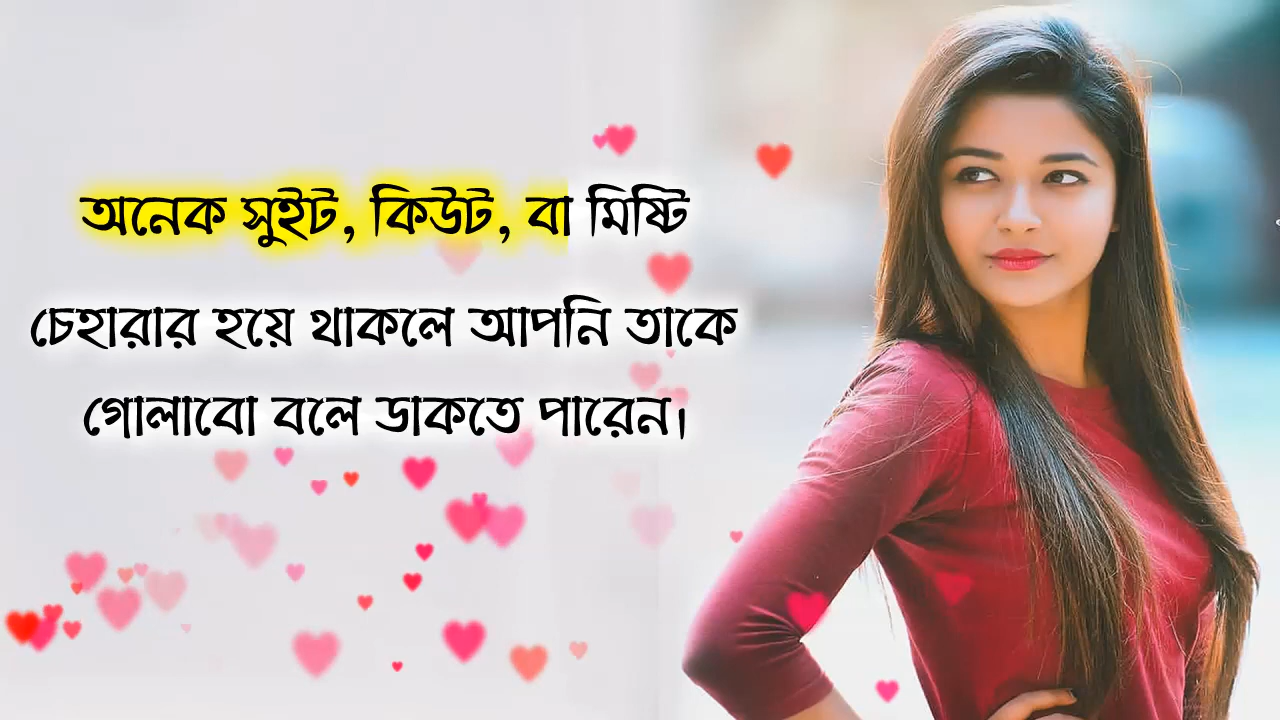 অনেক সুইট, কিউট, বা মিষ্টি
চেহারার হয়ে থাকলে আপনি তাকে
গোলাবো বলে ডাকতে পারেন।